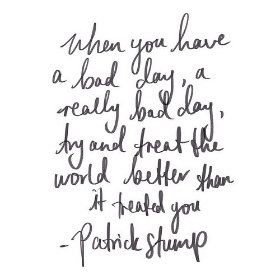 when you have
a bad day, a
really bad day,
try and treat the
world better than
it treated you
-Patrick Stump